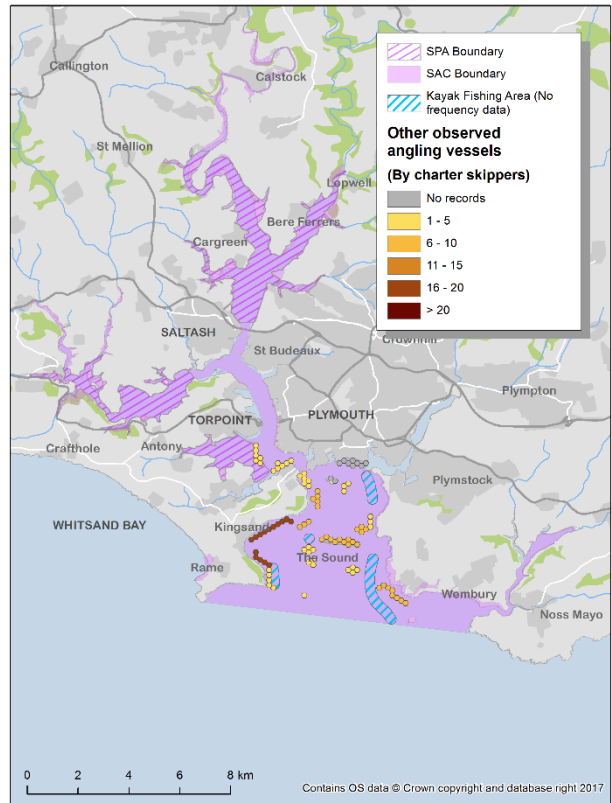 Callington
Calstock
St Mellion
Lopwell
Bere Ferrers
Cargreen
SPA Boundary
SAC Boundary
Kayak Fishing Area (No
frequency data)
Other observed
angling vessels
(By charter skippers)
No records
1 - 5
6 - 10
11 - 15
16 - 20
> 20
SALTASH
St Budeaux
Crownhill
Plympton
TORPOINT
PLYMOUTH
Crafthole
Antony
Plymstock
WHITSAND BAY
Kingsand
The Sound
Rame
Wembury
Noss Mayo
0 2 4 8 km
Contains OS data © Crown copyright and database right 2017